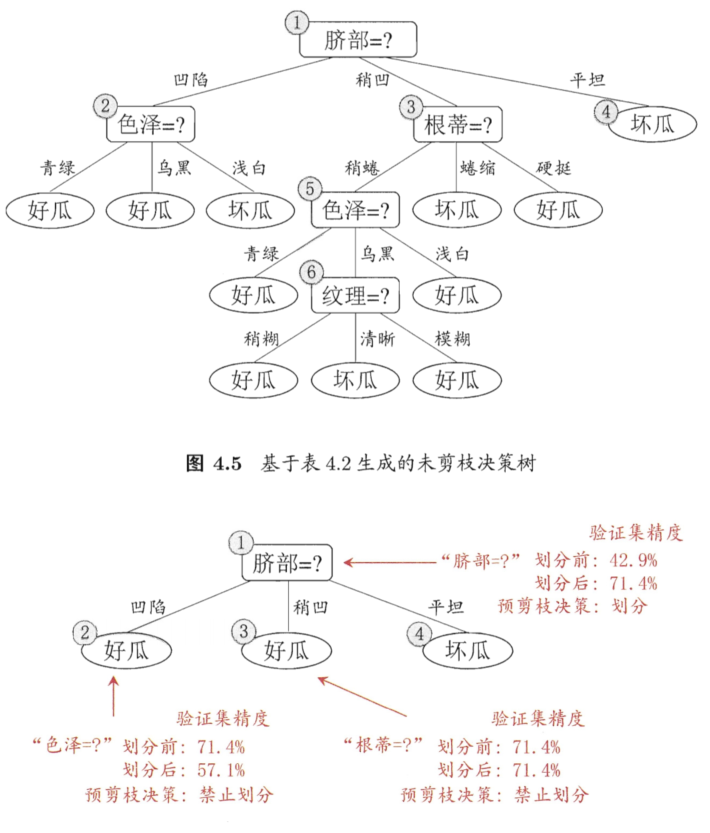 ① 脐部=?
凹陷 稍凹 平坦
② 色泽=? ③ 根蒂=? ④ 坏瓜
青绿 乌黑 浅白 稍蜷 蜷缩 硬挺
好瓜 好瓜 坏瓜 ⑤ 色泽=? 坏瓜 好瓜
青绿 乌黑 浅白
好瓜 ⑥ 纹理=? 好瓜
稍糊 清晰 模糊
好瓜 坏瓜 好瓜
图 4.5 基于表 4.2 生成的未剪枝决策树
验证集精度
① 脐部=? “脐部=?” 划分前: 42.9%
划分后: 71.4%
预剪枝决策: 划分
凹陷 稍凹 平坦
② 好瓜 ③ 好瓜 ④ 坏瓜
验证集精度 验证集精度
“色泽=?” 划分前: 71.4% “根蒂=?” 划分前: 71.4%
划分后: 57.1% 划分后: 71.4%
预剪枝决策: 禁止划分 预剪枝决策: 禁止划分